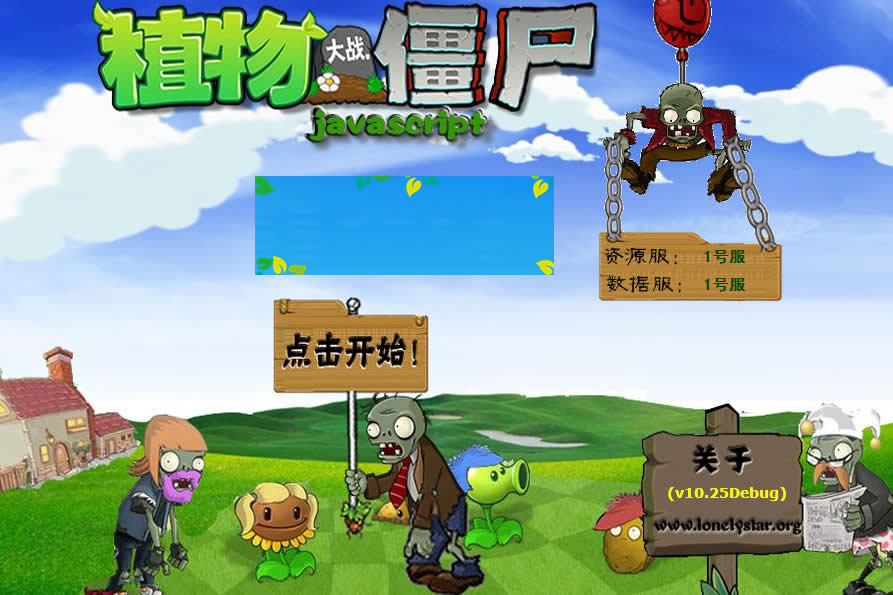 植物大战僵尸
javascript
资源服： 1号服
数据服： 1号服
点击开始!
关于
(v10.25Debug)
www.lonelystar.org